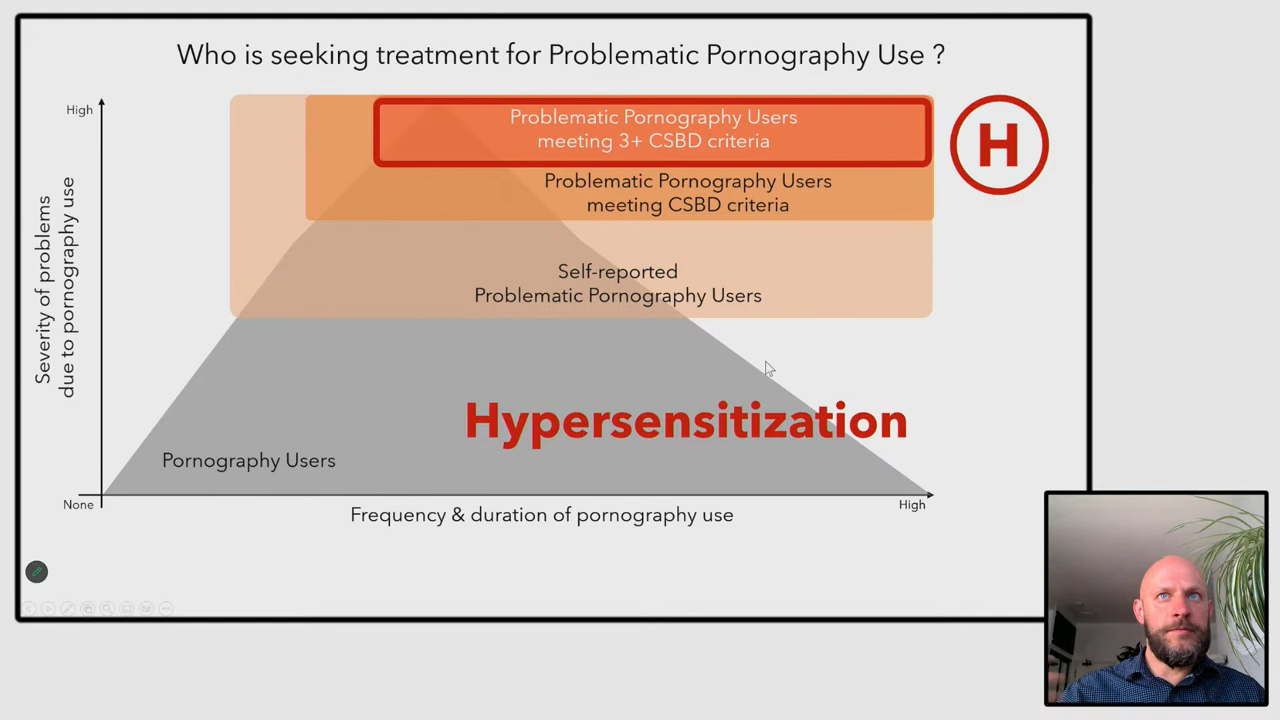 Who is seeking treatment for Problematic Pornography Use ?
High
Problematic Pornography Users
meeting 3+ CSBD criteria
H
Problematic Pornography Users
meeting CSBD criteria
Severity of problems
due to pornography use
Self-reported
Problematic Pornography Users
Hypersensitization
Pornography Users
None
High
Frequency & duration of pornography use